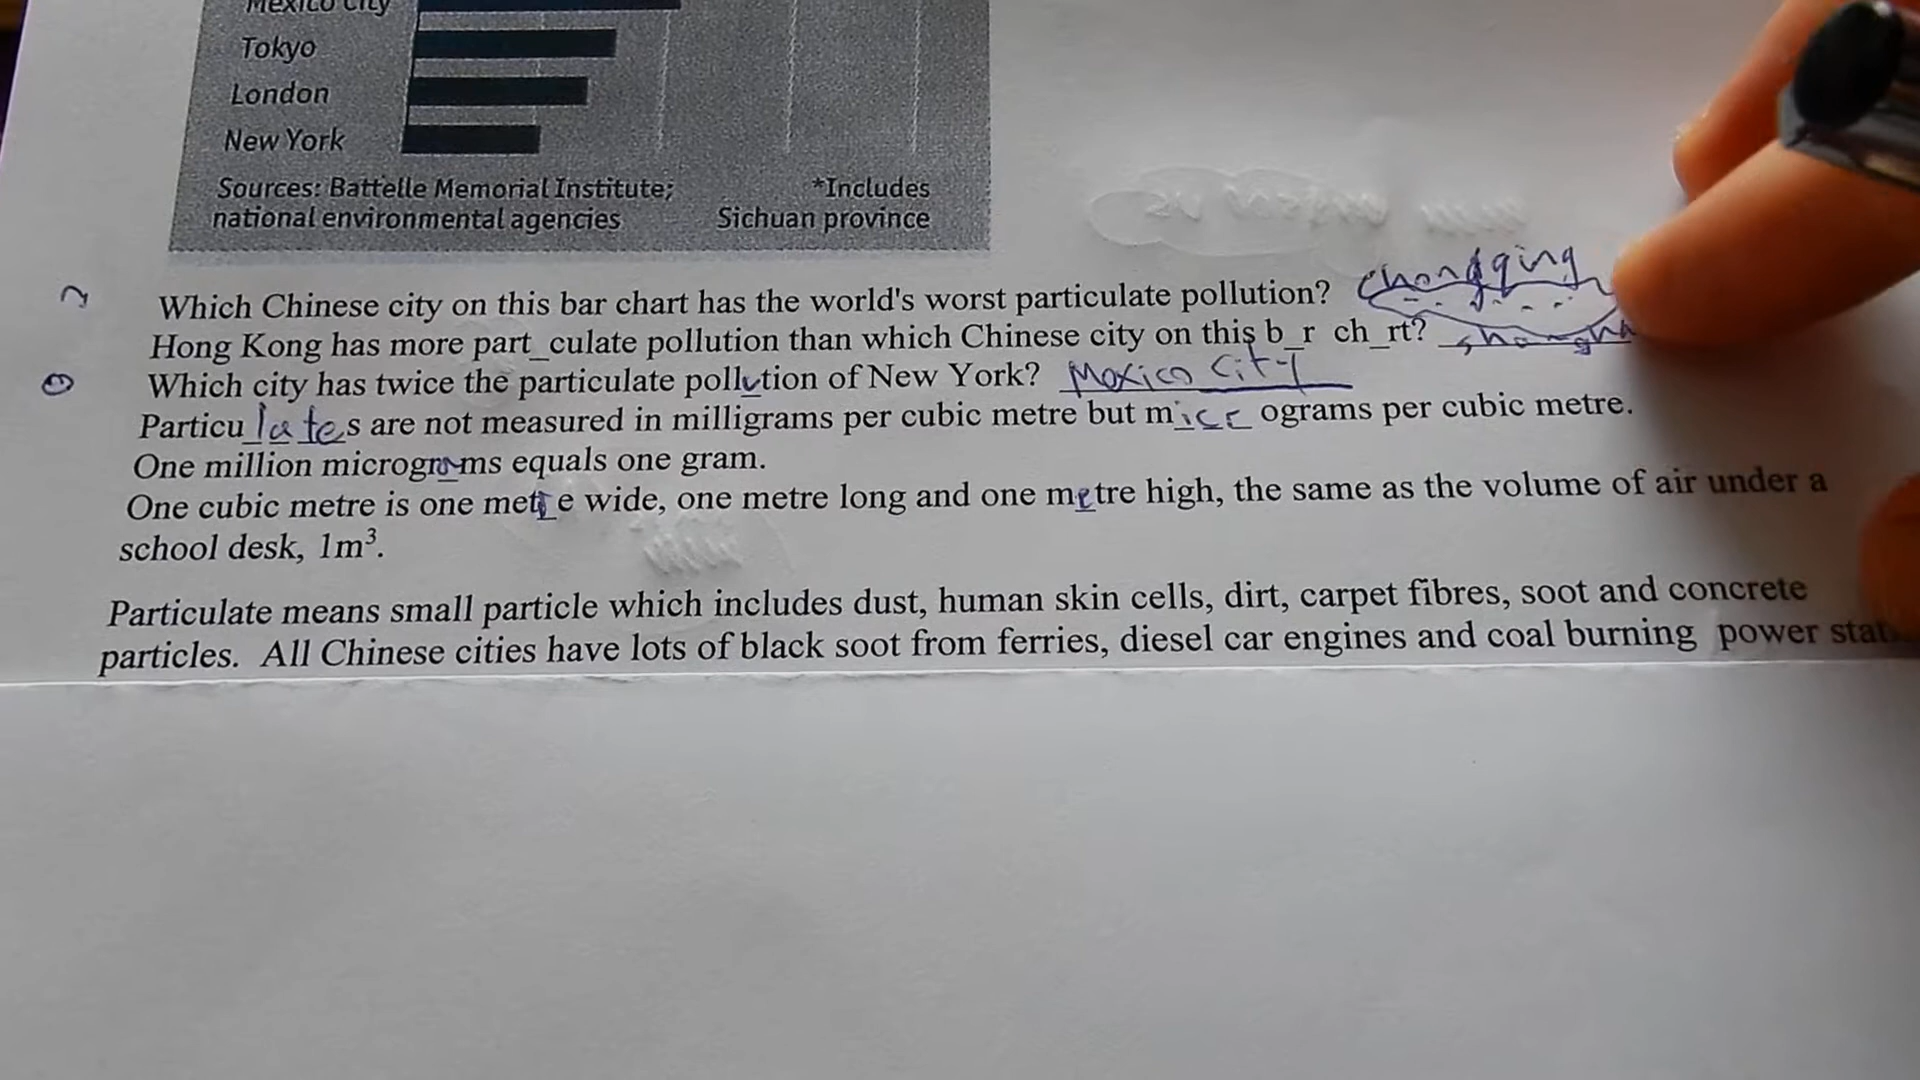 Mexico City
Tokyo
London
New York
Sources: Battelle Memorial Institute; *Includes
national environmental agencies Sichuan province
Which Chinese city on this bar chart has the world's worst particulate pollution? Chongqing
Hong Kong has more part_culate pollution than which Chinese city on this b_r ch_rt?
Which city has twice the particulate pollution of New York? Mexico City
Particulates are not measured in milligrams per cubic metre but micr ograms per cubic metre.
One million micrograms equals one gram.
One cubic metre is one metre wide, one metre long and one metre high, the same as the volume of air under a
school desk, 1m³.
Particulate means small particle which includes dust, human skin cells, dirt, carpet fibres, soot and concrete
particles. All Chinese cities have lots of black soot from ferries, diesel car engines and coal burning power stat